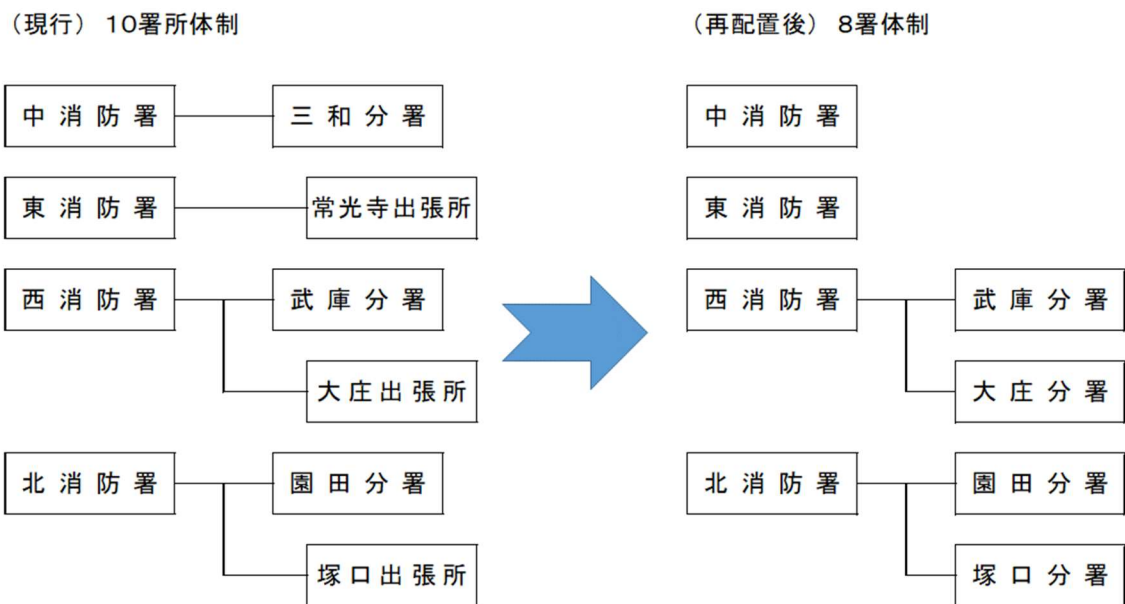 （現行） 10署所体制
中消防署
三和分署
東消防署
常光寺出張所
西消防署
武庫分署
大庄出張所
北消防署
園田分署
塚口出張所
（再配置後） 8署体制
中消防署
東消防署
西消防署
武庫分署
大庄分署
北消防署
園田分署
塚口分署